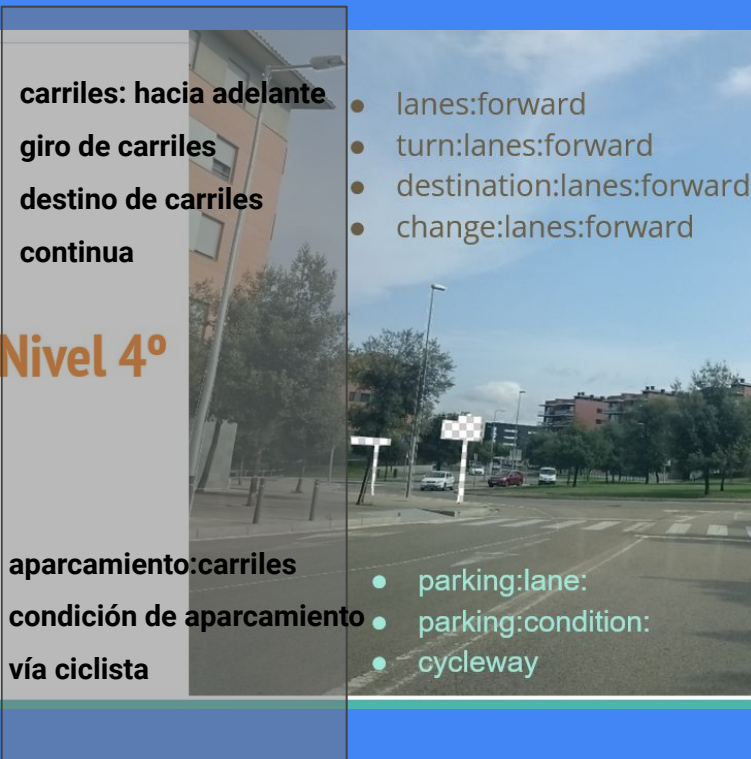 carriles: hacia adelante
giro de carriles
destino de carriles
continua
● lanes:forward
● turn:lanes:forward
● destination:lanes:forward
● change:lanes:forward
Nivel 4º
aparcamiento:carriles
condición de aparcamiento
vía ciclista
● parking:lane:
● parking:condition:
● cycleway